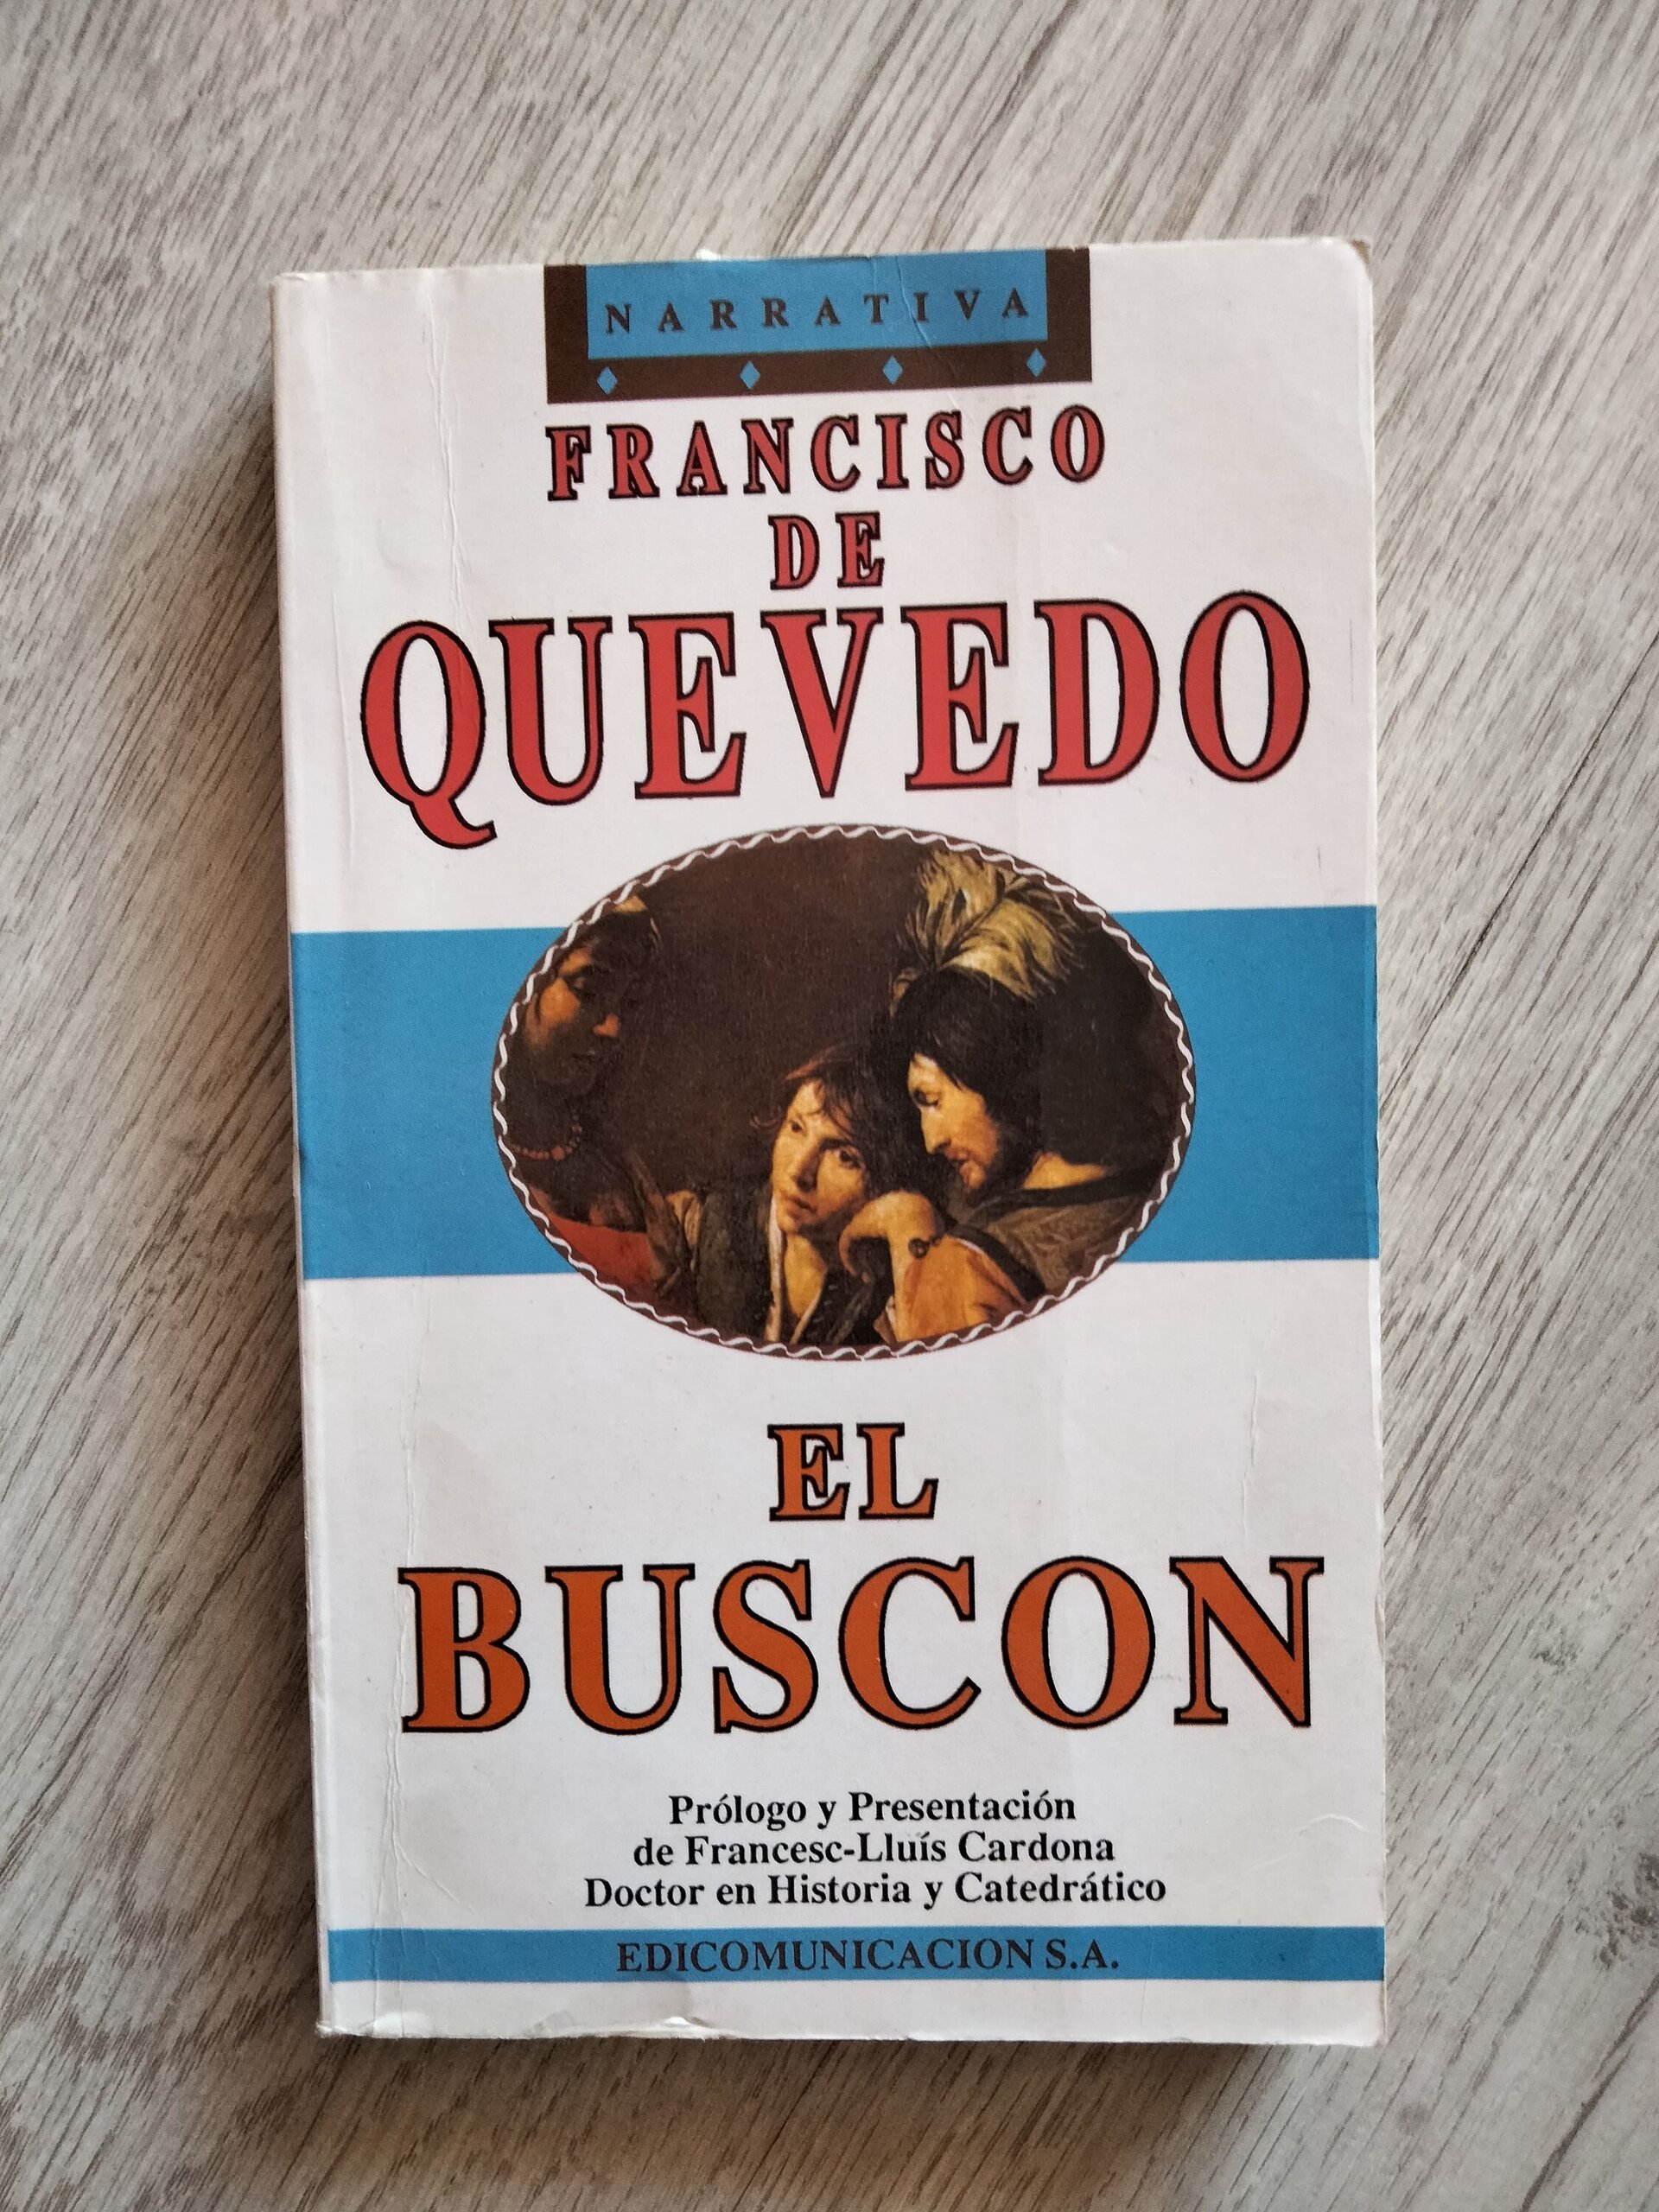 NARRATIVA
FRANCISCO
DE
QUEVEDO
EL
BUSCON
Prólogo y Presentación
de Francesc-Lluís Cardona
Doctor en Historia y Catedrático
EDICOMUNICACION S.A.